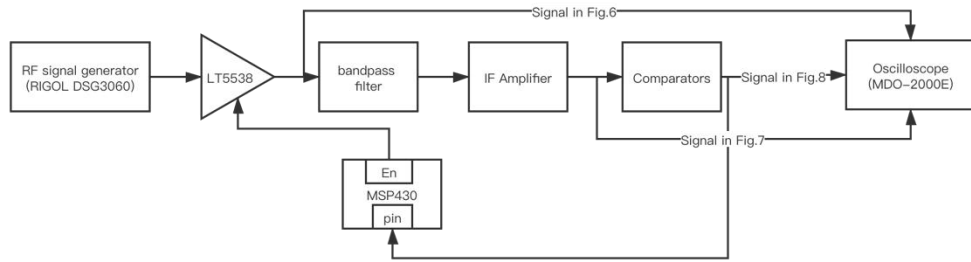 Signal in Fig.6
RF signal generator
(RIGOL DSG3060)
LT5538
bandpass
filter
IF Amplifier
Comparators
Signal in Fig.8
Oscilloscope
(MDO-2000E)
Signal in Fig.7
En
MSP430
pin